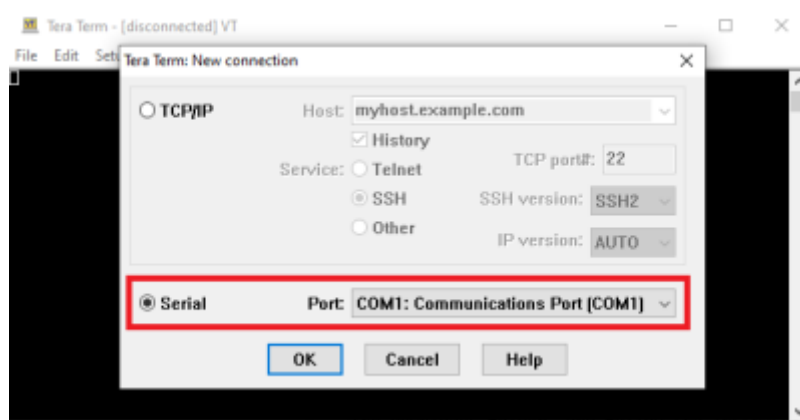 Tera Term - [disconnected] VT
File Edit Set
Tera Term: New connection
TCP/IP Host: myhost.example.com
History
Service: Telnet TCP port#: 22
SSH SSH version: SSH2
Other IP version: AUTO
Serial Port: COM1: Communications Port (COM1)
OK Cancel Help